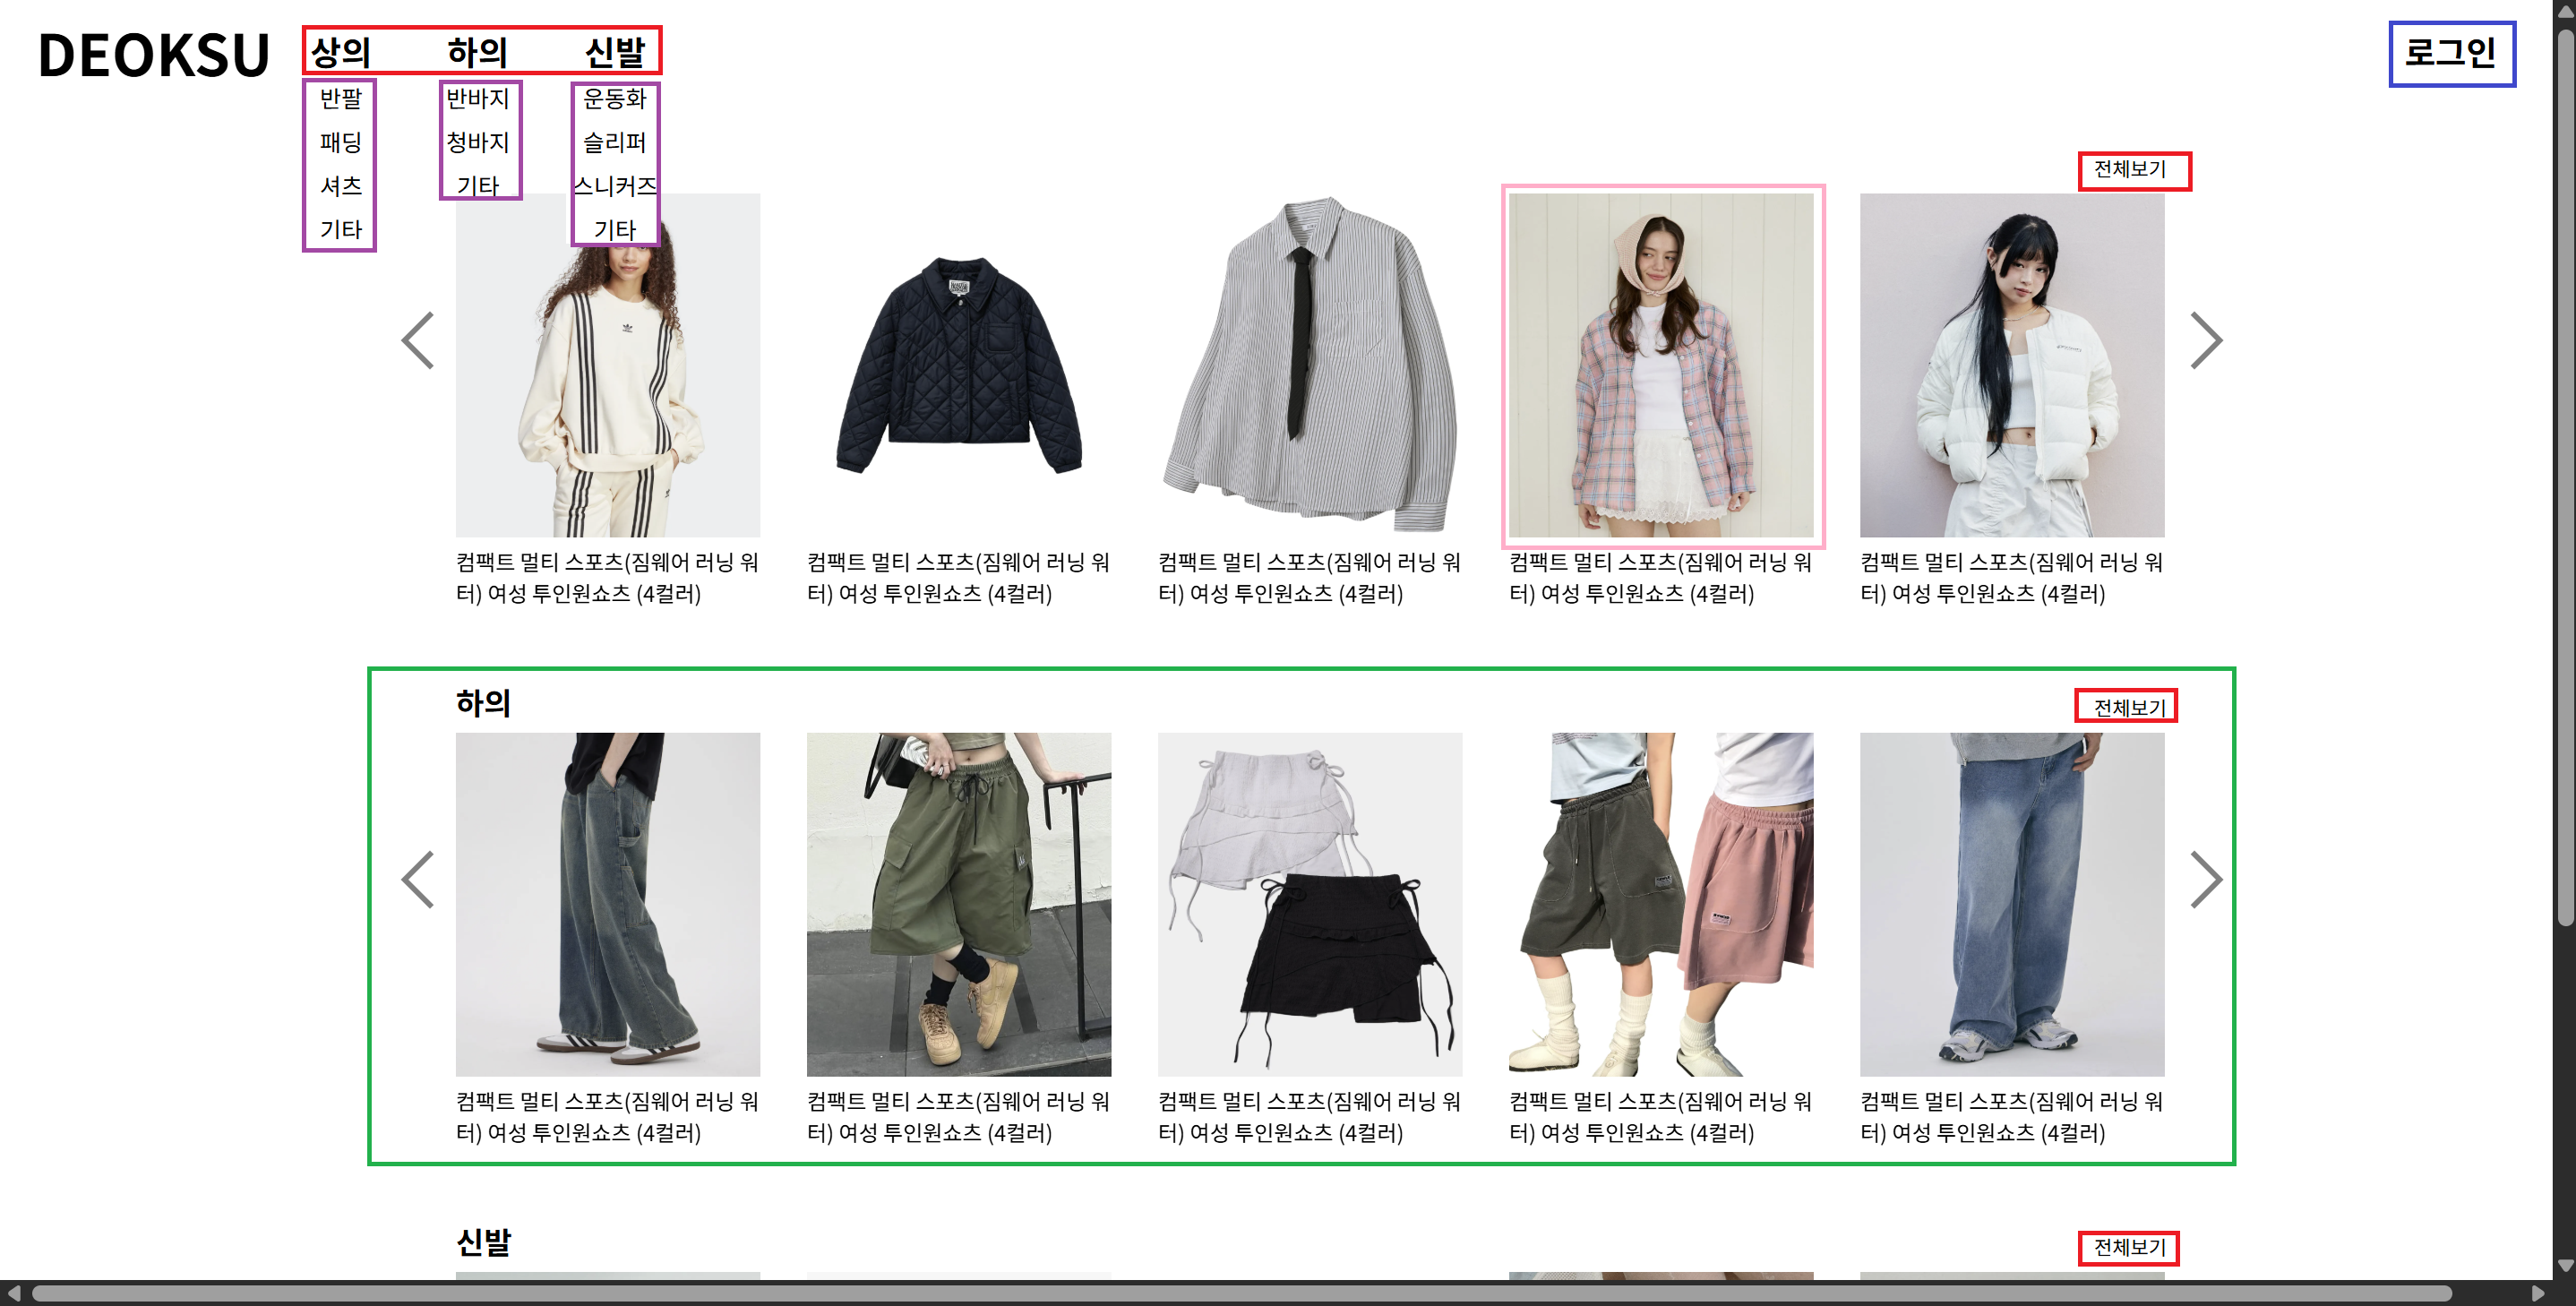 DEOKSU 상의 하의 신발 로그인
반팔 반바지 운동화
패딩 청바지 슬리퍼
전체보기
셔츠 기타 스니커즈
기타 기타
컴팩트 멀티 스포츠(짐웨어 러닝 워 컴팩트 멀티 스포츠(짐웨어 러닝 워 컴팩트 멀티 스포츠(짐웨어 러닝 워 컴팩트 멀티 스포츠(짐웨어 러닝 워 컴팩트 멀티 스포츠(짐웨어 러닝 워
터) 여성 투인원쇼츠 (4컬러) 터) 여성 투인원쇼츠 (4컬러) 터) 여성 투인원쇼츠 (4컬러) 터) 여성 투인원쇼츠 (4컬러) 터) 여성 투인원쇼츠 (4컬러)
하의 전체보기
컴팩트 멀티 스포츠(짐웨어 러닝 워 컴팩트 멀티 스포츠(짐웨어 러닝 워 컴팩트 멀티 스포츠(짐웨어 러닝 워 컴팩트 멀티 스포츠(짐웨어 러닝 워 컴팩트 멀티 스포츠(짐웨어 러닝 워
터) 여성 투인원쇼츠 (4컬러) 터) 여성 투인원쇼츠 (4컬러) 터) 여성 투인원쇼츠 (4컬러) 터) 여성 투인원쇼츠 (4컬러) 터) 여성 투인원쇼츠 (4컬러)
신발 전체보기